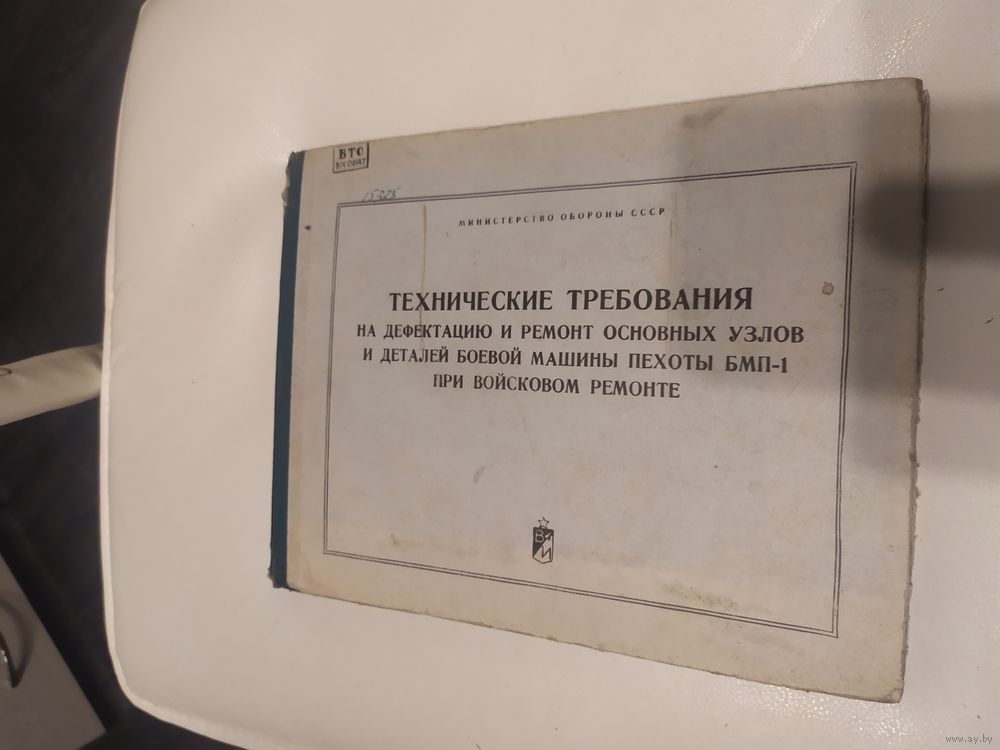 БТС
15325
МИНИСТЕРСТВО ОБОРОНЫ СССР
ТЕХНИЧЕСКИЕ ТРЕБОВАНИЯ
НА ДЕФЕКТАЦИЮ И РЕМОНТ ОСНОВНЫХ УЗЛОВ
И ДЕТАЛЕЙ БОЕВОЙ МАШИНЫ ПЕХОТЫ БМП-1
ПРИ ВОЙСКОВОМ РЕМОНТЕ
В И
www.ay.by